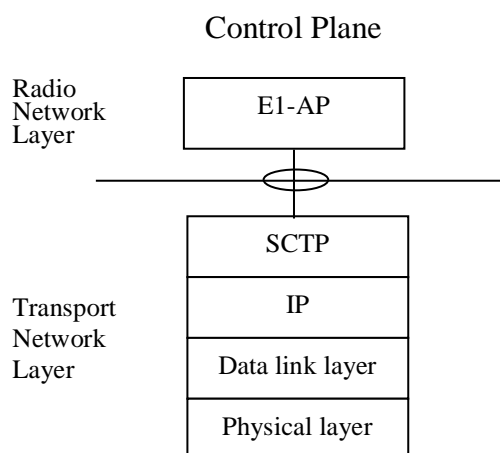 Control Plane
Radio
Network
Layer
E1-AP
SCTP
Transport
Network
Layer
IP
Data link layer
Physical layer